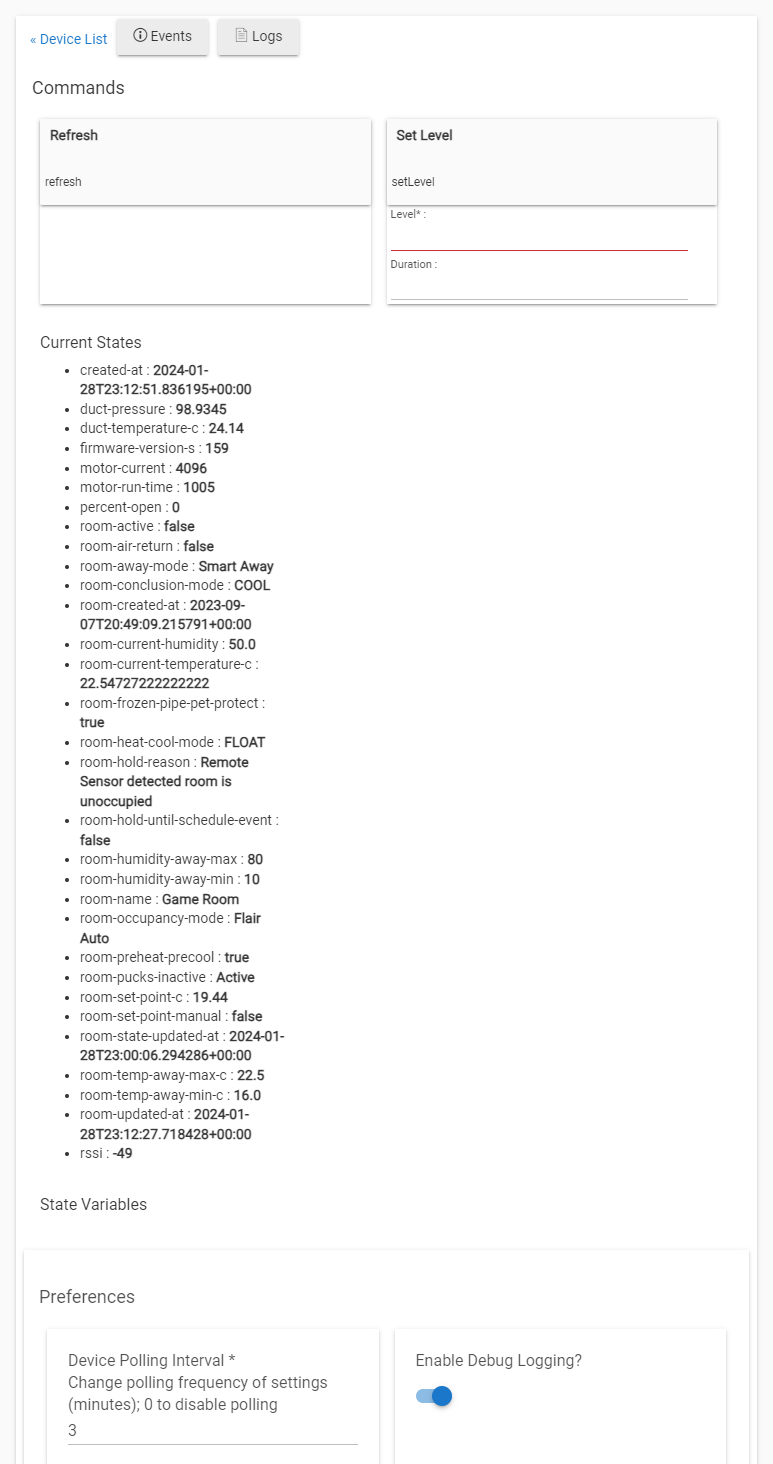 « Device List
Events
Logs
Commands
Refresh
refresh
Set Level
setLevel
Level* :
Duration :
Current States
created-at : 2024-01-
28T23:12:51.836195+00:00
duct-pressure : 98.9345
duct-temperature-c : 24.14
firmware-version-s : 159
motor-current : 4096
motor-run-time : 1005
percent-open : 0
room-active : false
room-air-return : false
room-away-mode : Smart Away
room-conclusion-mode : COOL
room-created-at : 2023-09-
07T20:49:09.215791+00:00
room-current-humidity : 50.0
room-current-temperature-c :
22.54727222222222
room-frozen-pipe-pet-protect :
true
room-heat-cool-mode : FLOAT
room-hold-reason : Remote
Sensor detected room is
unoccupied
room-hold-until-schedule-event :
false
room-humidity-away-max : 80
room-humidity-away-min : 10
room-name : Game Room
room-occupancy-mode : Flair
Auto
room-preheat-precool : true
room-pucks-inactive : Active
room-set-point-c : 19.44
room-set-point-manual : false
room-state-updated-at : 2024-01-
28T23:00:06.294286+00:00
room-temp-away-max-c : 22.5
room-temp-away-min-c : 16.0
room-updated-at : 2024-01-
28T23:12:27.718428+00:00
rssi : -49
State Variables
Preferences
Device Polling Interval *
Change polling frequency of settings
(minutes); 0 to disable polling
3
Enable Debug Logging?